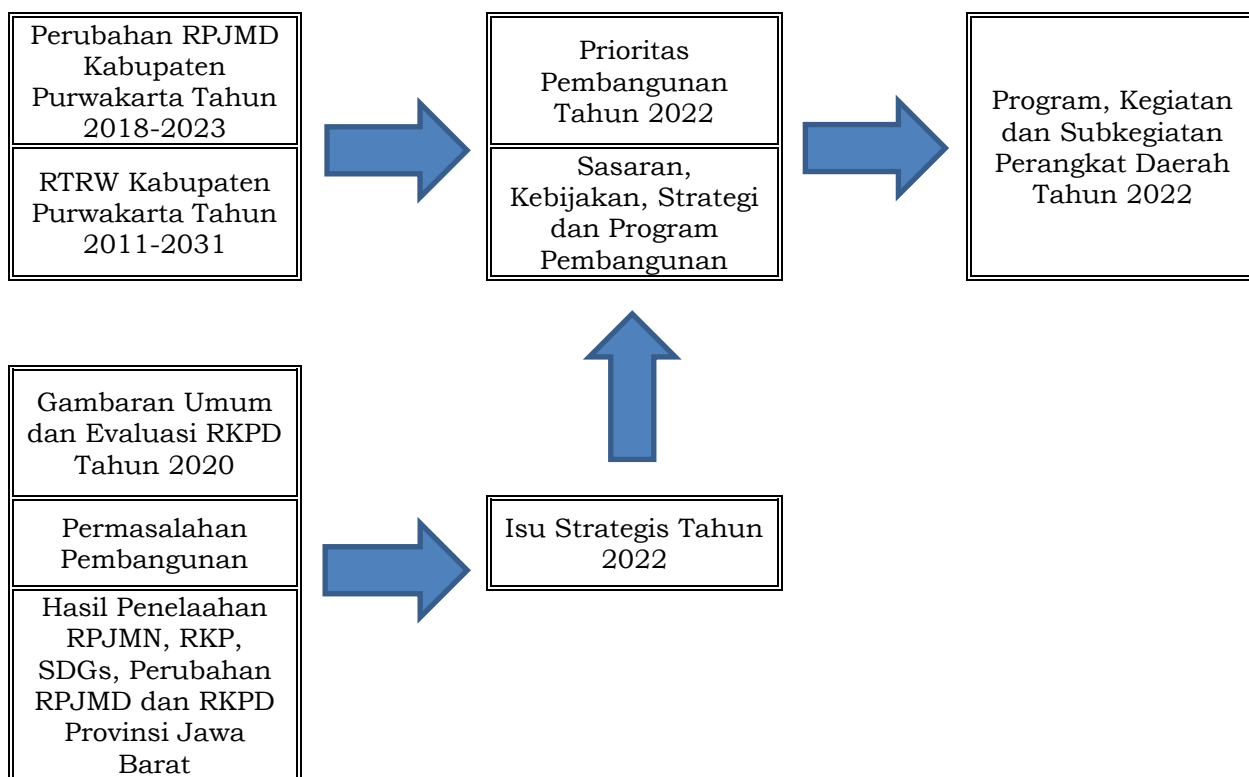 Perubahan RPJMD
Kabupaten
Purwakarta Tahun
2018-2023
RTRW Kabupaten
Purwakarta Tahun
2011-2031
Prioritas
Pembangunan
Tahun 2022
Sasaran,
Kebijakan, Strategi
dan Program
Pembangunan
Program, Kegiatan
dan Subkegiatan
Perangkat Daerah
Tahun 2022
Gambaran Umum
dan Evaluasi RKPD
Tahun 2020
Permasalahan
Pembangunan
Hasil Penelaahan
RPJMN, RKP,
SDGs, Perubahan
RPJMD dan RKPD
Provinsi Jawa
Barat
Isu Strategis Tahun
2022